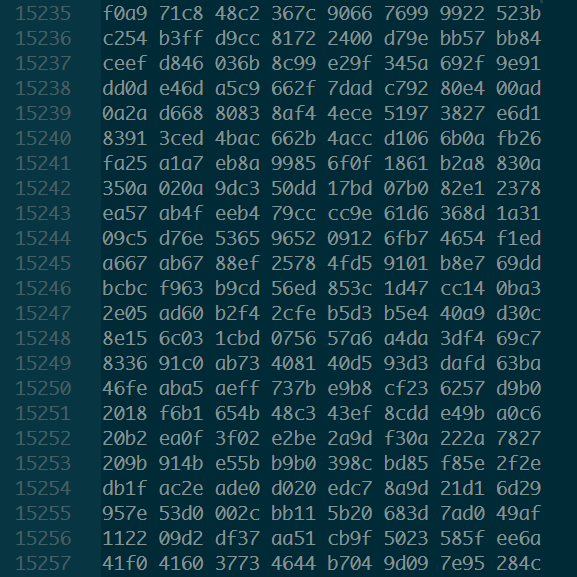 15235 f0a9 71c8 48c2 367c 9066 7699 9922 523b
15236 c254 b3ff d9cc 8172 2400 d79e bb57 bb84
15237 ceef d846 036b 8c99 e29f 345a 692f 9e91
15238 dd0d e46d a5c9 662f 7dad c792 80e4 00ad
15239 0a2a d668 8083 8af4 4ece 5197 3827 e6d1
15240 8391 3ced 4bac 662b 4acc d106 6b0a fb26
15241 fa25 a1a7 eb8a 9985 6f0f 1861 b2a8 830a
15242 350a 020a 9dc3 50dd 17bd 07b0 82e1 2378
15243 ea57 ab4f eeb4 79cc cc9e 61d6 368d 1a31
15244 09c5 d76e 5365 9652 0912 6fb7 4654 f1ed
15245 a667 ab67 88ef 2578 4fd5 9101 b8e7 69dd
15246 bcbc f963 b9cd 56ed 853c 1d47 cc14 0ba3
15247 2e05 ad60 b2f4 2cfe b5d3 b5e4 40a9 d30c
15248 8e15 6c03 1cbd 0756 57a6 a4da 3df4 69c7
15249 8336 91c0 ab73 4081 40d5 93d3 dafd 63ba
15250 46fe aba5 aeff 737b e9b8 cf23 6257 d9b0
15251 2018 f6b1 654b 48c3 43ef 8cdd e49b a0c6
15252 20b2 ea0f 3f02 e2be 2a9d f30a 222a 7827
15253 209b 914b e55b b9b0 398c bd85 f85e 2f2e
15254 db1f ac2e ade0 d020 edc7 8a9d 21d1 6d29
15255 957e 53d0 002c bb11 5b20 683d 7ad0 49af
15256 1122 09d2 df37 aa51 cb9f 5023 585f ee6a
15257 41f0 4160 3773 4644 b704 9d09 7e95 284c